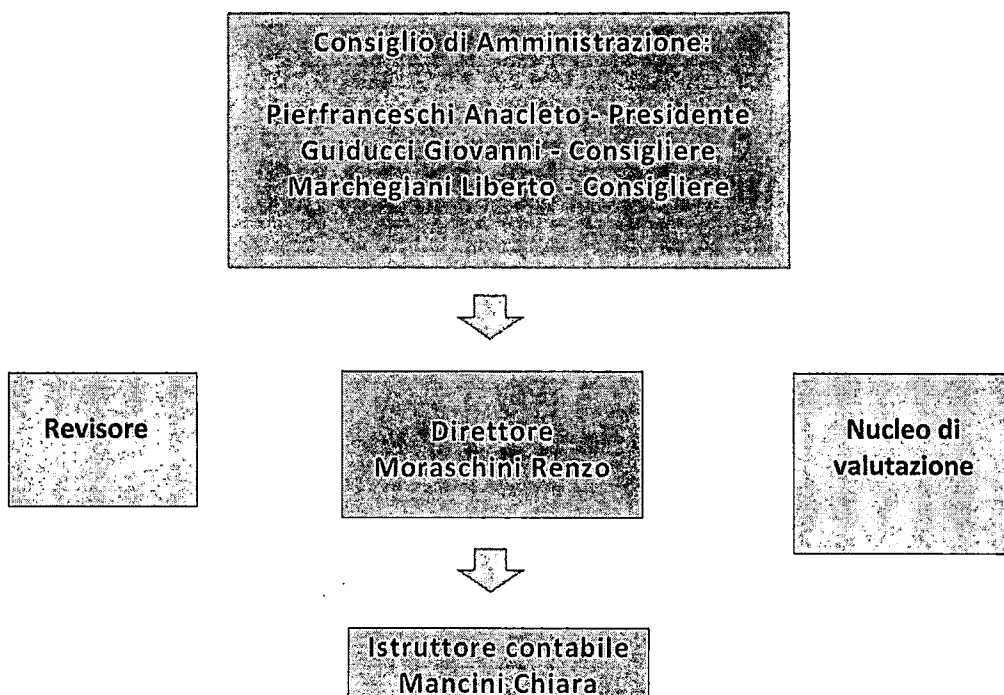 Consiglio di Amministrazione:
Pierfranceschi Anacleto - Presidente
Guiducci Giovanni - Consigliere
Marchegiani Liberto - Consigliere
Revisore
Direttore
Moraschini Renzo
Nucleo di
valutazione
Istruttore contabile
Mancini Chiara